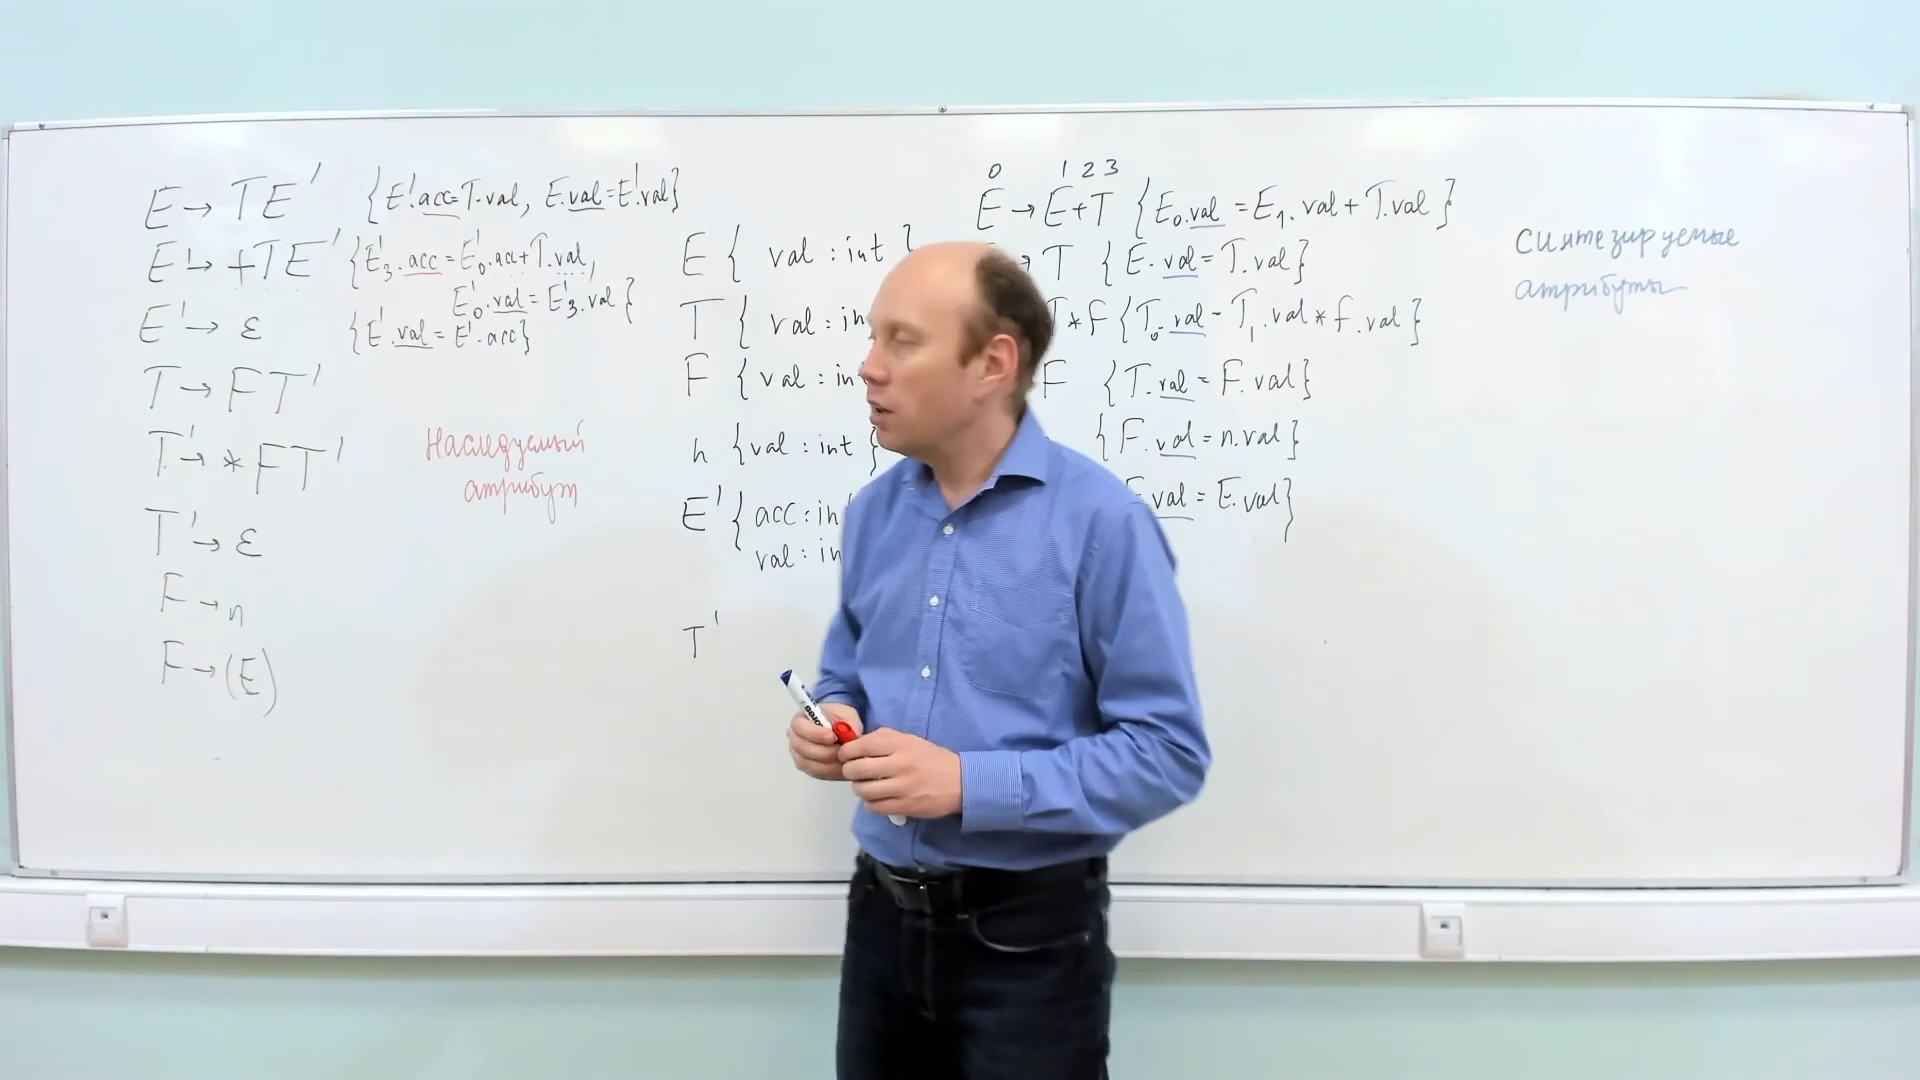 E → TE' {E'.acc=T.val, E.val=E'.val}
E' → +TE' {E'₃.acc=E'₀.acc+T.val,
E'₀.val=E'₃.val}
E' → ε {E'.val=E'.acc}
T → FT'
T' → *FT'
T' → ε
F → n
F → (E)
Наследуемый
атрибут
E { val : int }
T { val : in
F { val : in
n {val : int }
E' { acc : in
val : in
T'
0 1 2 3
E → E+T {E₀.val = E₁.val + T.val}
→ T {E.val = T.val}
T*F {T₀.val = T₁.val * F.val}
F {T.val = F.val}
{F.val = n.val}
.val = E.val}
синтезируемые
атрибуты